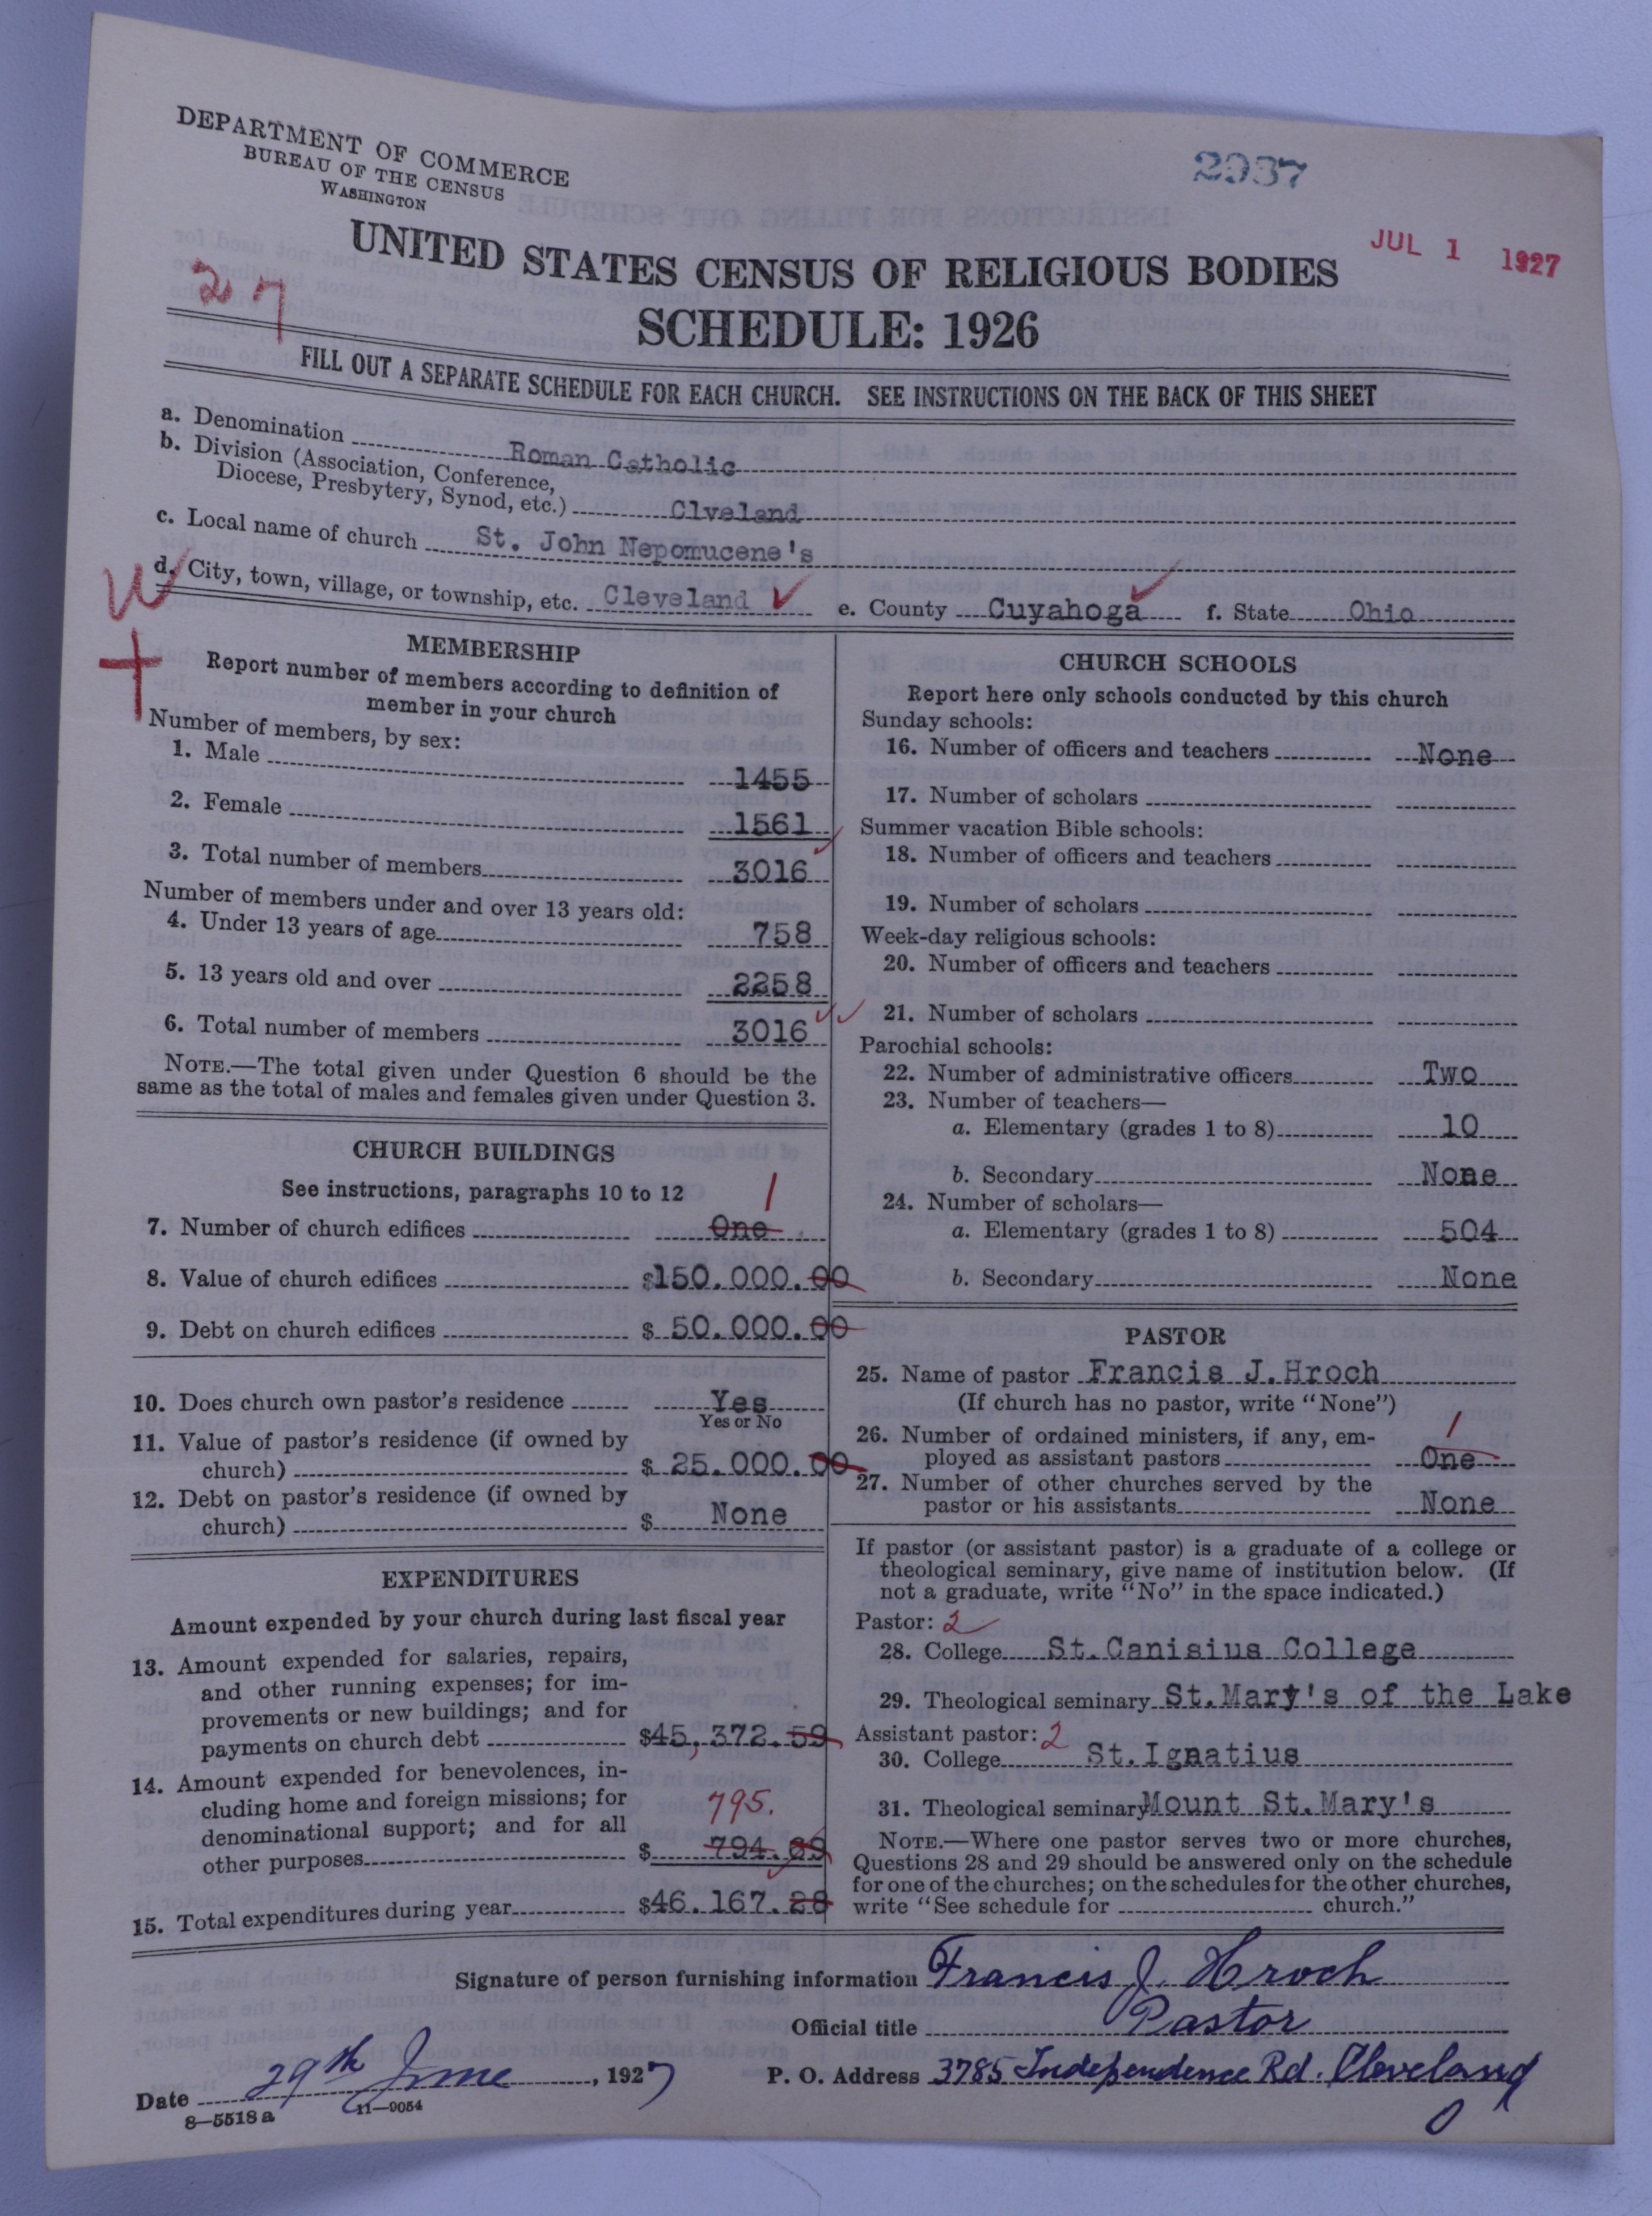 DEPARTMENT OF COMMERCE
BUREAU OF THE CENSUS
WASHINGTON
2937
JUL 1 1927
27
UNITED STATES CENSUS OF RELIGIOUS BODIES
SCHEDULE: 1926
FILL OUT A SEPARATE SCHEDULE FOR EACH CHURCH. SEE INSTRUCTIONS ON THE BACK OF THIS SHEET
a. Denomination Roman Catholic
b. Division (Association, Conference,
Diocese, Presbytery, Synod, etc.) Clveland
c. Local name of church St. John Nepomucene's
d. City, town, village, or township, etc. Cleveland e. County Cuyahoga f. State Ohio
W
MEMBERSHIP
Report number of members according to definition of
member in your church
Number of members, by sex:
1. Male 1455
2. Female 1561
3. Total number of members 3016
Number of members under and over 13 years old:
4. Under 13 years of age 758
5. 13 years old and over 2258
6. Total number of members 3016
NOTE.—The total given under Question 6 should be the
same as the total of males and females given under Question 3.
CHURCH BUILDINGS
See instructions, paragraphs 10 to 12
1
7. Number of church edifices One
8. Value of church edifices $150.000.00
9. Debt on church edifices $ 50.000.00
10. Does church own pastor's residence Yes
Yes or No
11. Value of pastor's residence (if owned by
church) $ 25.000.00
12. Debt on pastor's residence (if owned by
church) $ None
EXPENDITURES
Amount expended by your church during last fiscal year
13. Amount expended for salaries, repairs,
and other running expenses; for im-
provements or new buildings; and for
payments on church debt $45,372.59
14. Amount expended for benevolences, in-
cluding home and foreign missions; for
795.
denominational support; and for all
other purposes $ 794.69
15. Total expenditures during year $46.167.28
CHURCH SCHOOLS
Report here only schools conducted by this church
Sunday schools:
16. Number of officers and teachers None
17. Number of scholars
Summer vacation Bible schools:
18. Number of officers and teachers
19. Number of scholars
Week-day religious schools:
20. Number of officers and teachers
21. Number of scholars
Parochial schools:
22. Number of administrative officers Two
23. Number of teachers—
a. Elementary (grades 1 to 8) 10
b. Secondary None
24. Number of scholars—
a. Elementary (grades 1 to 8) 504
b. Secondary None
PASTOR
25. Name of pastor Francis J.Hroch
(If church has no pastor, write "None")
1
26. Number of ordained ministers, if any, em-
ployed as assistant pastors One
27. Number of other churches served by the
pastor or his assistants None
If pastor (or assistant pastor) is a graduate of a college or
theological seminary, give name of institution below. (If
not a graduate, write "No" in the space indicated.)
Pastor: 2
28. College St.Canisius College
29. Theological seminary St.Mary's of the Lake
Assistant pastor: 2
30. College St.Ignatius
31. Theological seminary Mount St.Mary's
NOTE.—Where one pastor serves two or more churches,
Questions 28 and 29 should be answered only on the schedule
for one of the churches; on the schedules for the other churches,
write "See schedule for church."
Signature of person furnishing information Francis J. Hroch
Official title Pastor
Date 29th June, 1927 P. O. Address 3785 Independence Rd. Cleveland
O
8—5518 a 11—9054